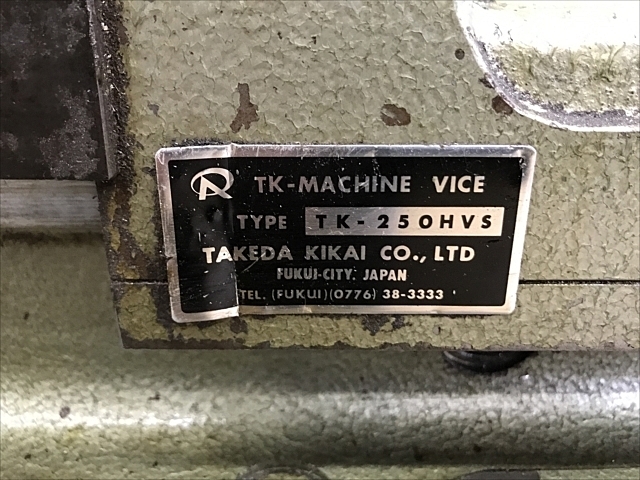 TK-MACHINE VICE
TYPE TK-250HVS
TAKEDA KIKAI CO., LTD
FUKUI-CITY. JAPAN
TEL. (FUKUI)(0776) 38-3333